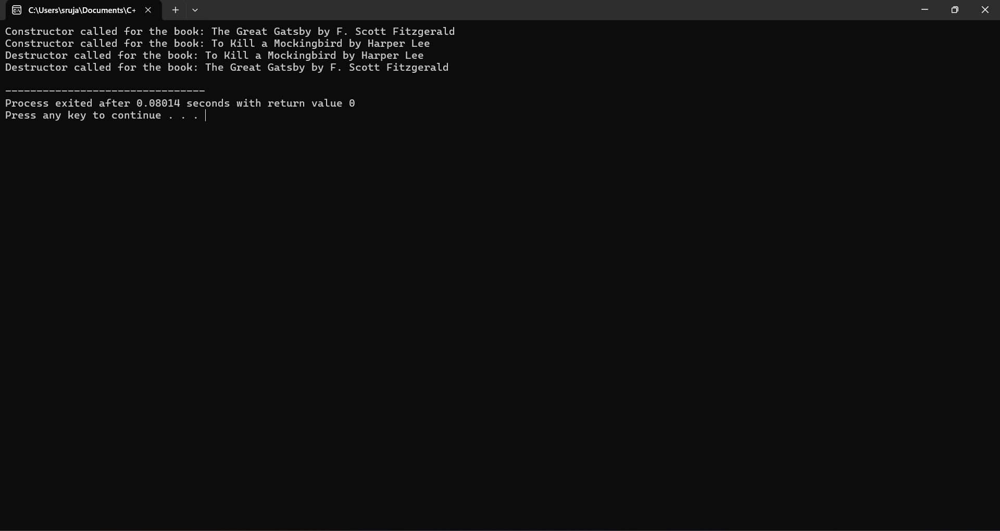 C:\Users\sruja\Documents\C+
Constructor called for the book: The Great Gatsby by F. Scott Fitzgerald
Constructor called for the book: To Kill a Mockingbird by Harper Lee
Destructor called for the book: To Kill a Mockingbird by Harper Lee
Destructor called for the book: The Great Gatsby by F. Scott Fitzgerald
--------------------------------
Process exited after 0.08014 seconds with return value 0
Press any key to continue . . .